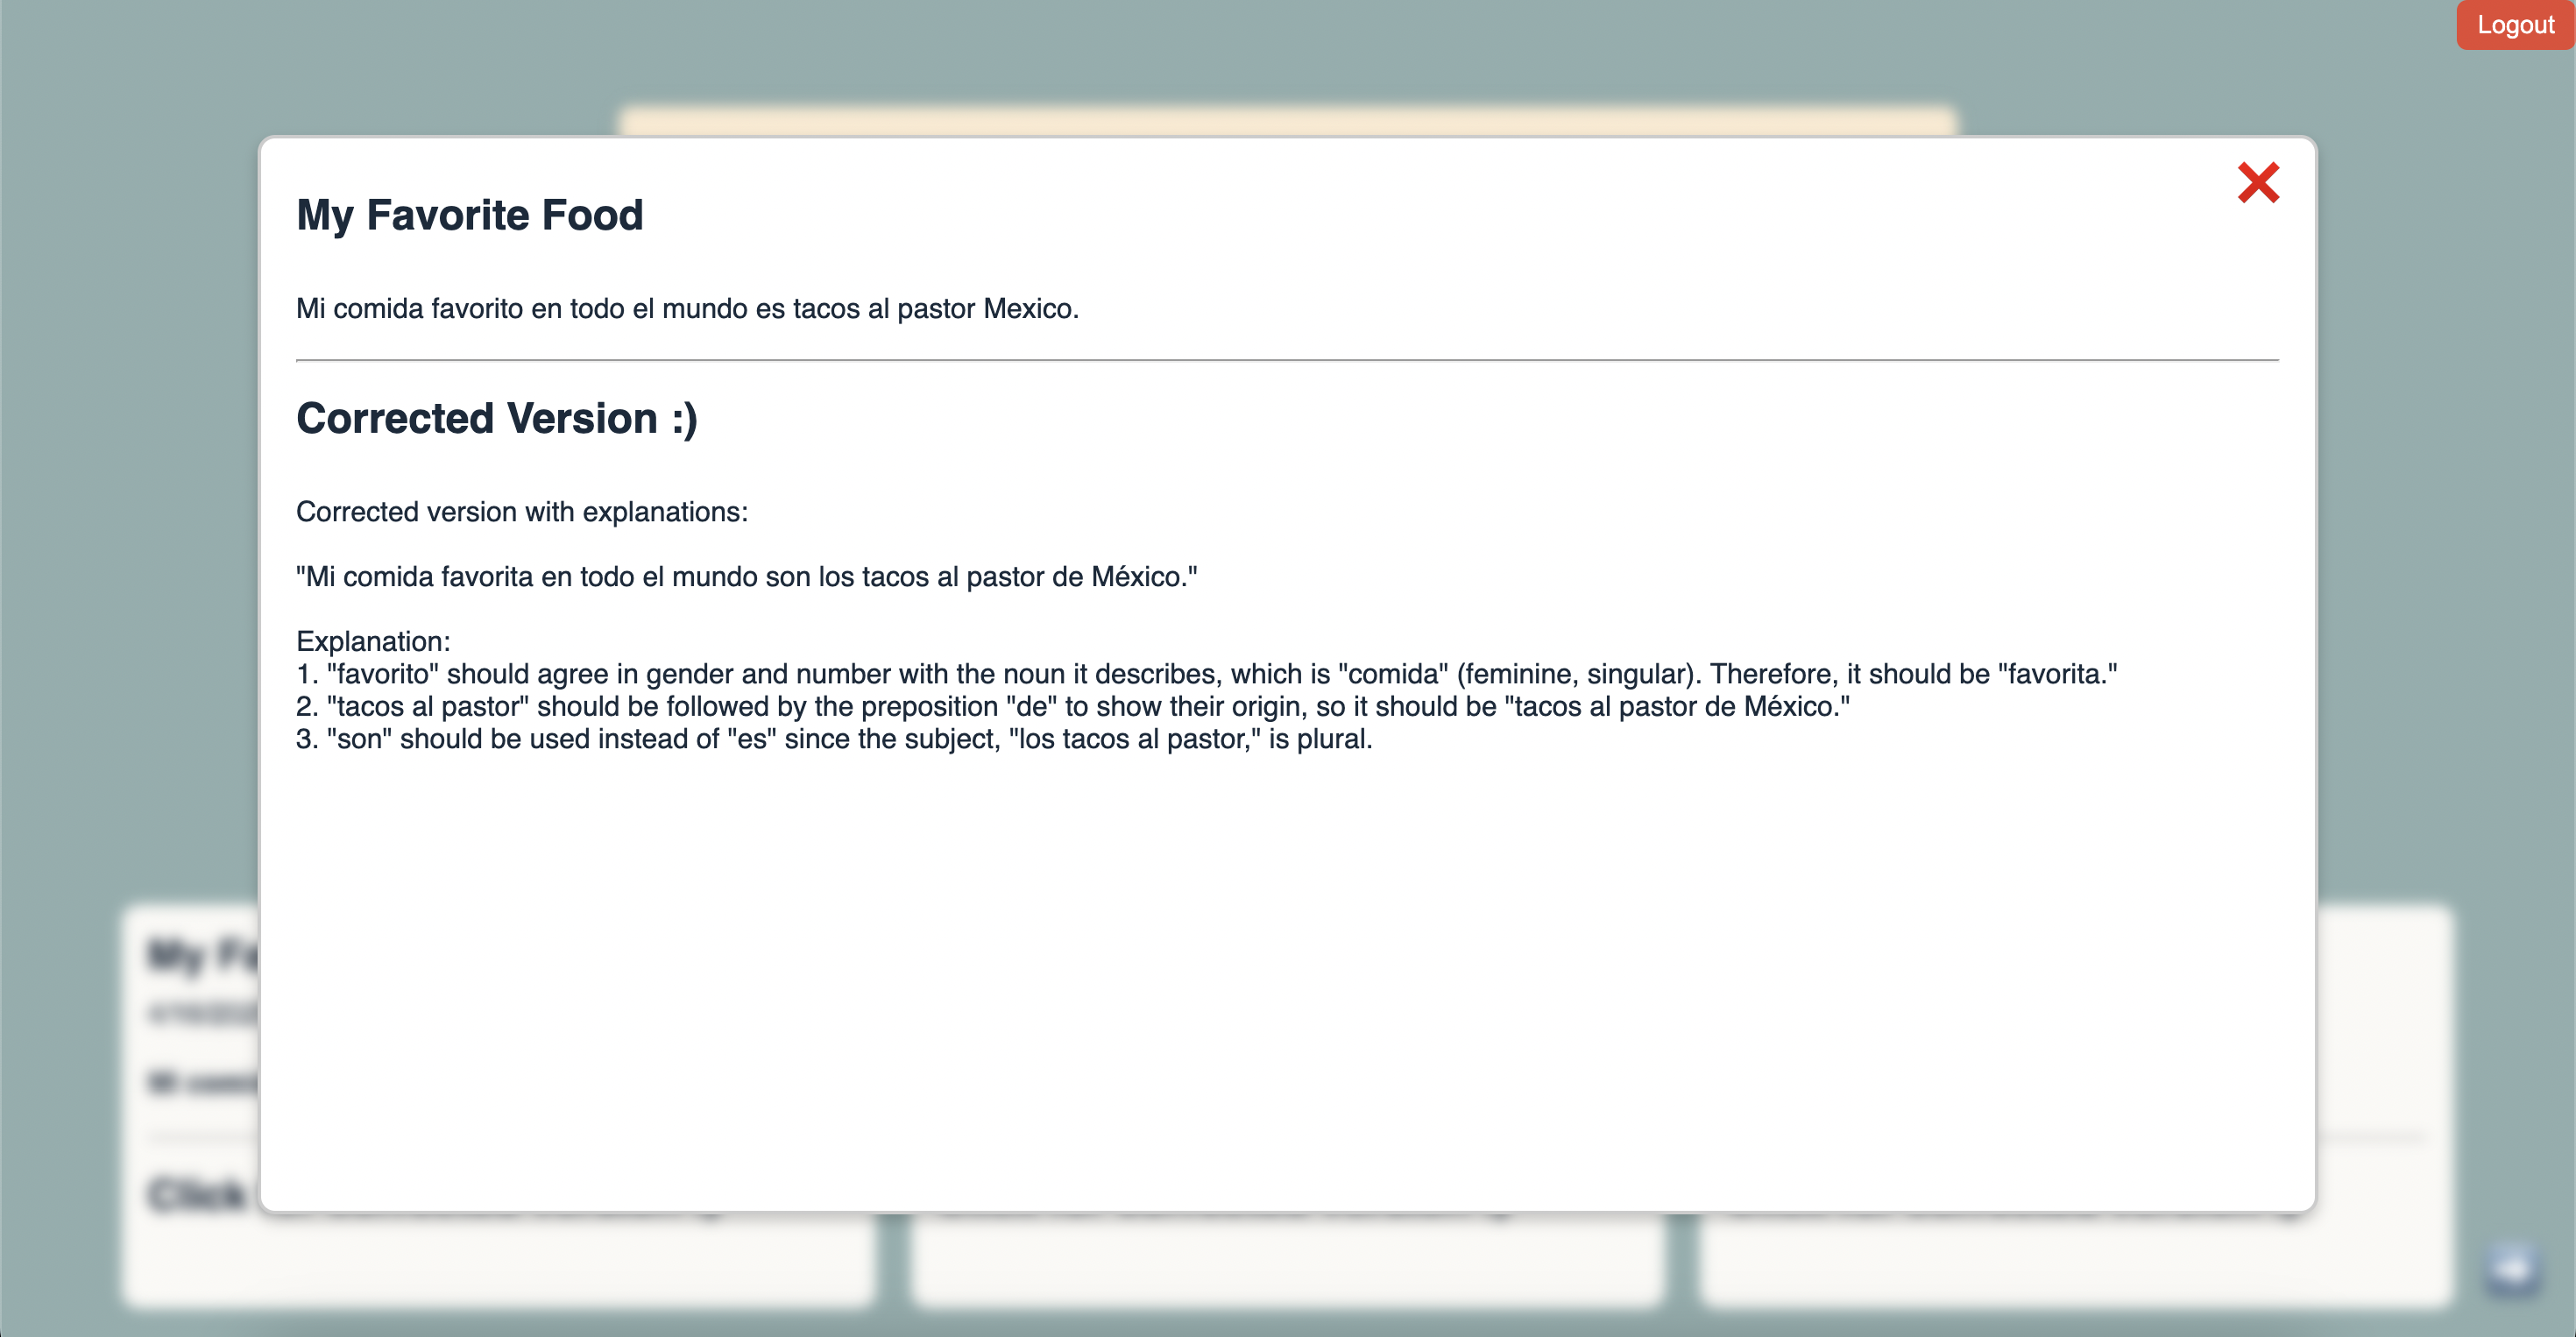 Logout
My Favorite Food
Mi comida favorito en todo el mundo es tacos al pastor Mexico.
Corrected Version :)
Corrected version with explanations:
"Mi comida favorita en todo el mundo son los tacos al pastor de México."
Explanation:
1. "favorito" should agree in gender and number with the noun it describes, which is "comida" (feminine, singular). Therefore, it should be "favorita."
2. "tacos al pastor" should be followed by the preposition "de" to show their origin, so it should be "tacos al pastor de México."
3. "son" should be used instead of "es" since the subject, "los tacos al pastor," is plural.
My
Click